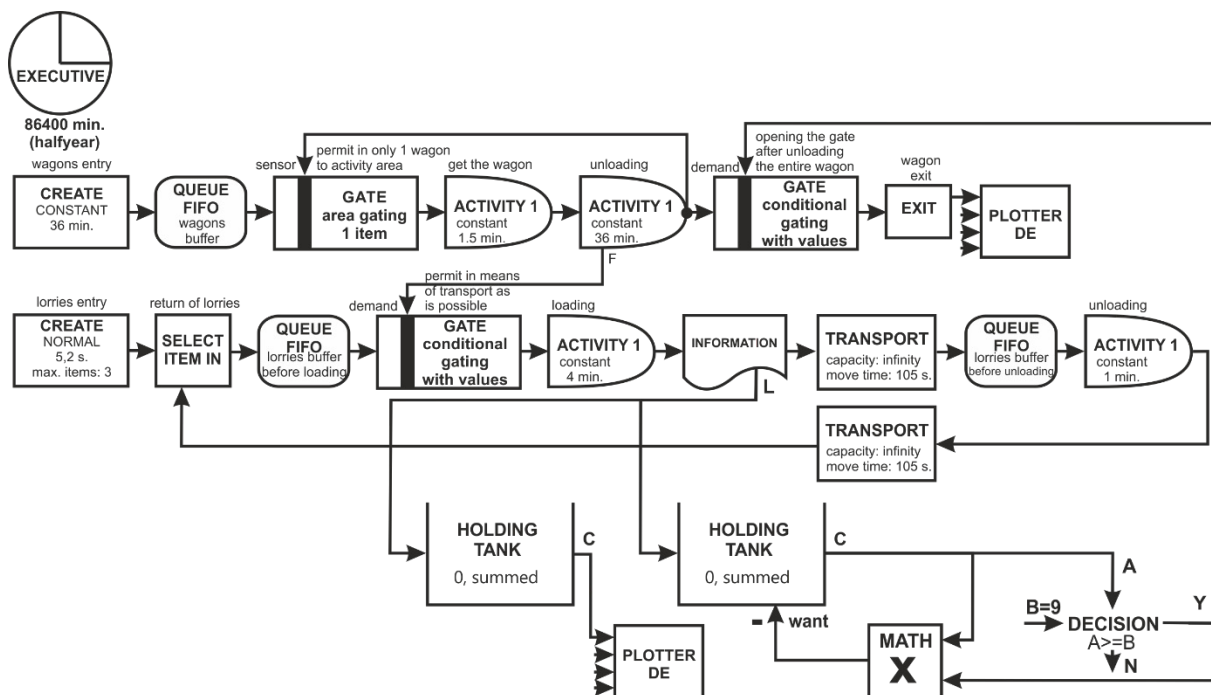 EXECUTIVE
86400 min.
(halfyear)
wagons entry
CREATE
CONSTANT
36 min.
QUEUE
FIFO
wagons
buffer
sensor
permit in only 1 wagon
to activity area
GATE
area gating
1 item
get the wagon
ACTIVITY 1
constant
1.5 min.
unloading
ACTIVITY 1
constant
36 min.
F
demand
opening the gate
after unloading
the entire wagon
GATE
conditional
gating
with values
wagon
exit
EXIT
PLOTTER
DE
lorries entry
CREATE
NORMAL
5,2 s.
max. items: 3
return of lorries
SELECT
ITEM IN
QUEUE
FIFO
lorries buffer
before loading
demand
permit in means
of transport as
is possible
GATE
conditional
gating
with values
loading
ACTIVITY 1
constant
4 min.
INFORMATION
L
TRANSPORT
capacity: infinity
move time: 105 s.
QUEUE
FIFO
lorries buffer
before unloading
unloading
ACTIVITY 1
constant
1 min.
TRANSPORT
capacity: infinity
move time: 105 s.
HOLDING
TANK
0, summed
C
PLOTTER
DE
HOLDING
TANK
0, summed
C
- want
MATH
X
A
B=9
DECISION
A>=B
Y
N